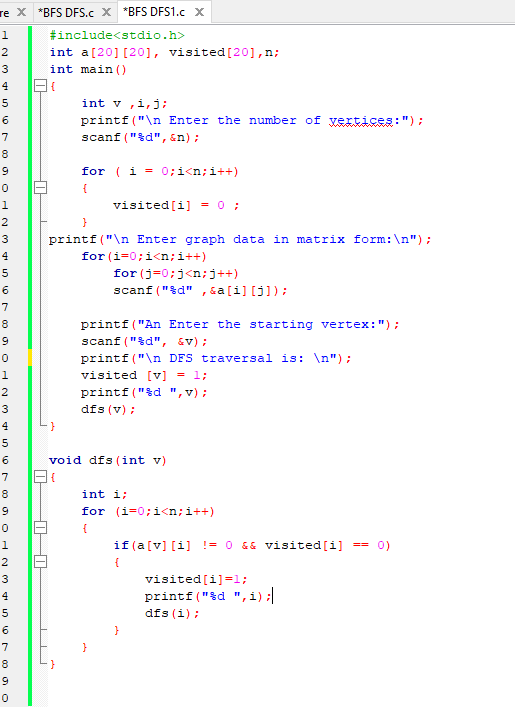 re X *BFS DFS.c X *BFS DFS1.c X
1 #include<stdio.h>
2 int a[20][20], visited[20],n;
3 int main()
4 {
5 int v ,i,j;
6 printf("\n Enter the number of vertices:");
7 scanf("%d",&n);
8
9 for ( i = 0;i<n;i++)
0 {
1 visited[i] = 0 ;
2 }
3 printf("\n Enter graph data in matrix form:\n");
4 for(i=0;i<n;i++)
5 for(j=0;j<n;j++)
6 scanf("%d" ,&a[i][j]);
7
8 printf("An Enter the starting vertex:");
9 scanf("%d", &v);
0 printf("\n DFS traversal is: \n");
1 visited [v] = 1;
2 printf("%d ",v);
3 dfs(v);
4 }
5
6 void dfs(int v)
7 {
8 int i;
9 for (i=0;i<n;i++)
0 {
1 if(a[v][i] != 0 && visited[i] == 0)
2 {
3 visited[i]=1;
4 printf("%d ",i);
5 dfs(i);
6 }
7 }
8 }
9
0